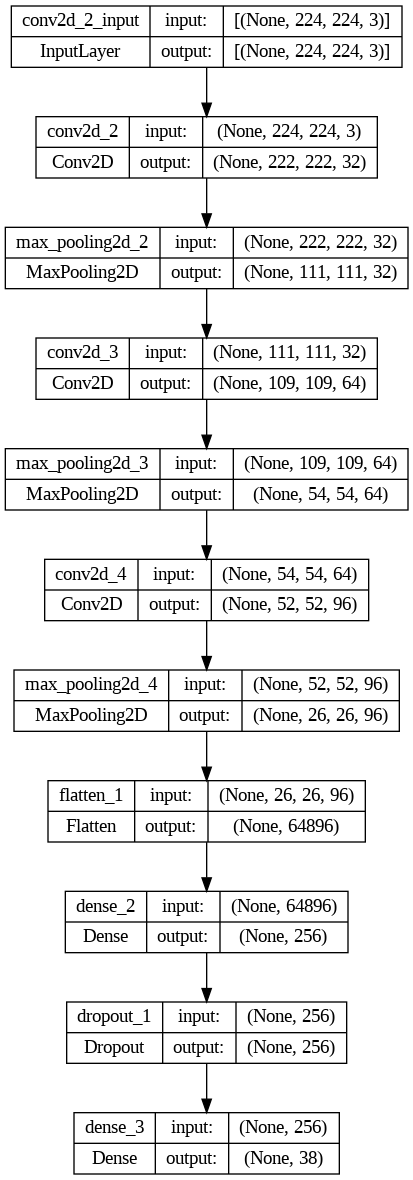 conv2d_2_input input: [(None, 224, 224, 3)]
InputLayer output: [(None, 224, 224, 3)]
conv2d_2 input: (None, 224, 224, 3)
Conv2D output: (None, 222, 222, 32)
max_pooling2d_2 input: (None, 222, 222, 32)
MaxPooling2D output: (None, 111, 111, 32)
conv2d_3 input: (None, 111, 111, 32)
Conv2D output: (None, 109, 109, 64)
max_pooling2d_3 input: (None, 109, 109, 64)
MaxPooling2D output: (None, 54, 54, 64)
conv2d_4 input: (None, 54, 54, 64)
Conv2D output: (None, 52, 52, 96)
max_pooling2d_4 input: (None, 52, 52, 96)
MaxPooling2D output: (None, 26, 26, 96)
flatten_1 input: (None, 26, 26, 96)
Flatten output: (None, 64896)
dense_2 input: (None, 64896)
Dense output: (None, 256)
dropout_1 input: (None, 256)
Dropout output: (None, 256)
dense_3 input: (None, 256)
Dense output: (None, 38)